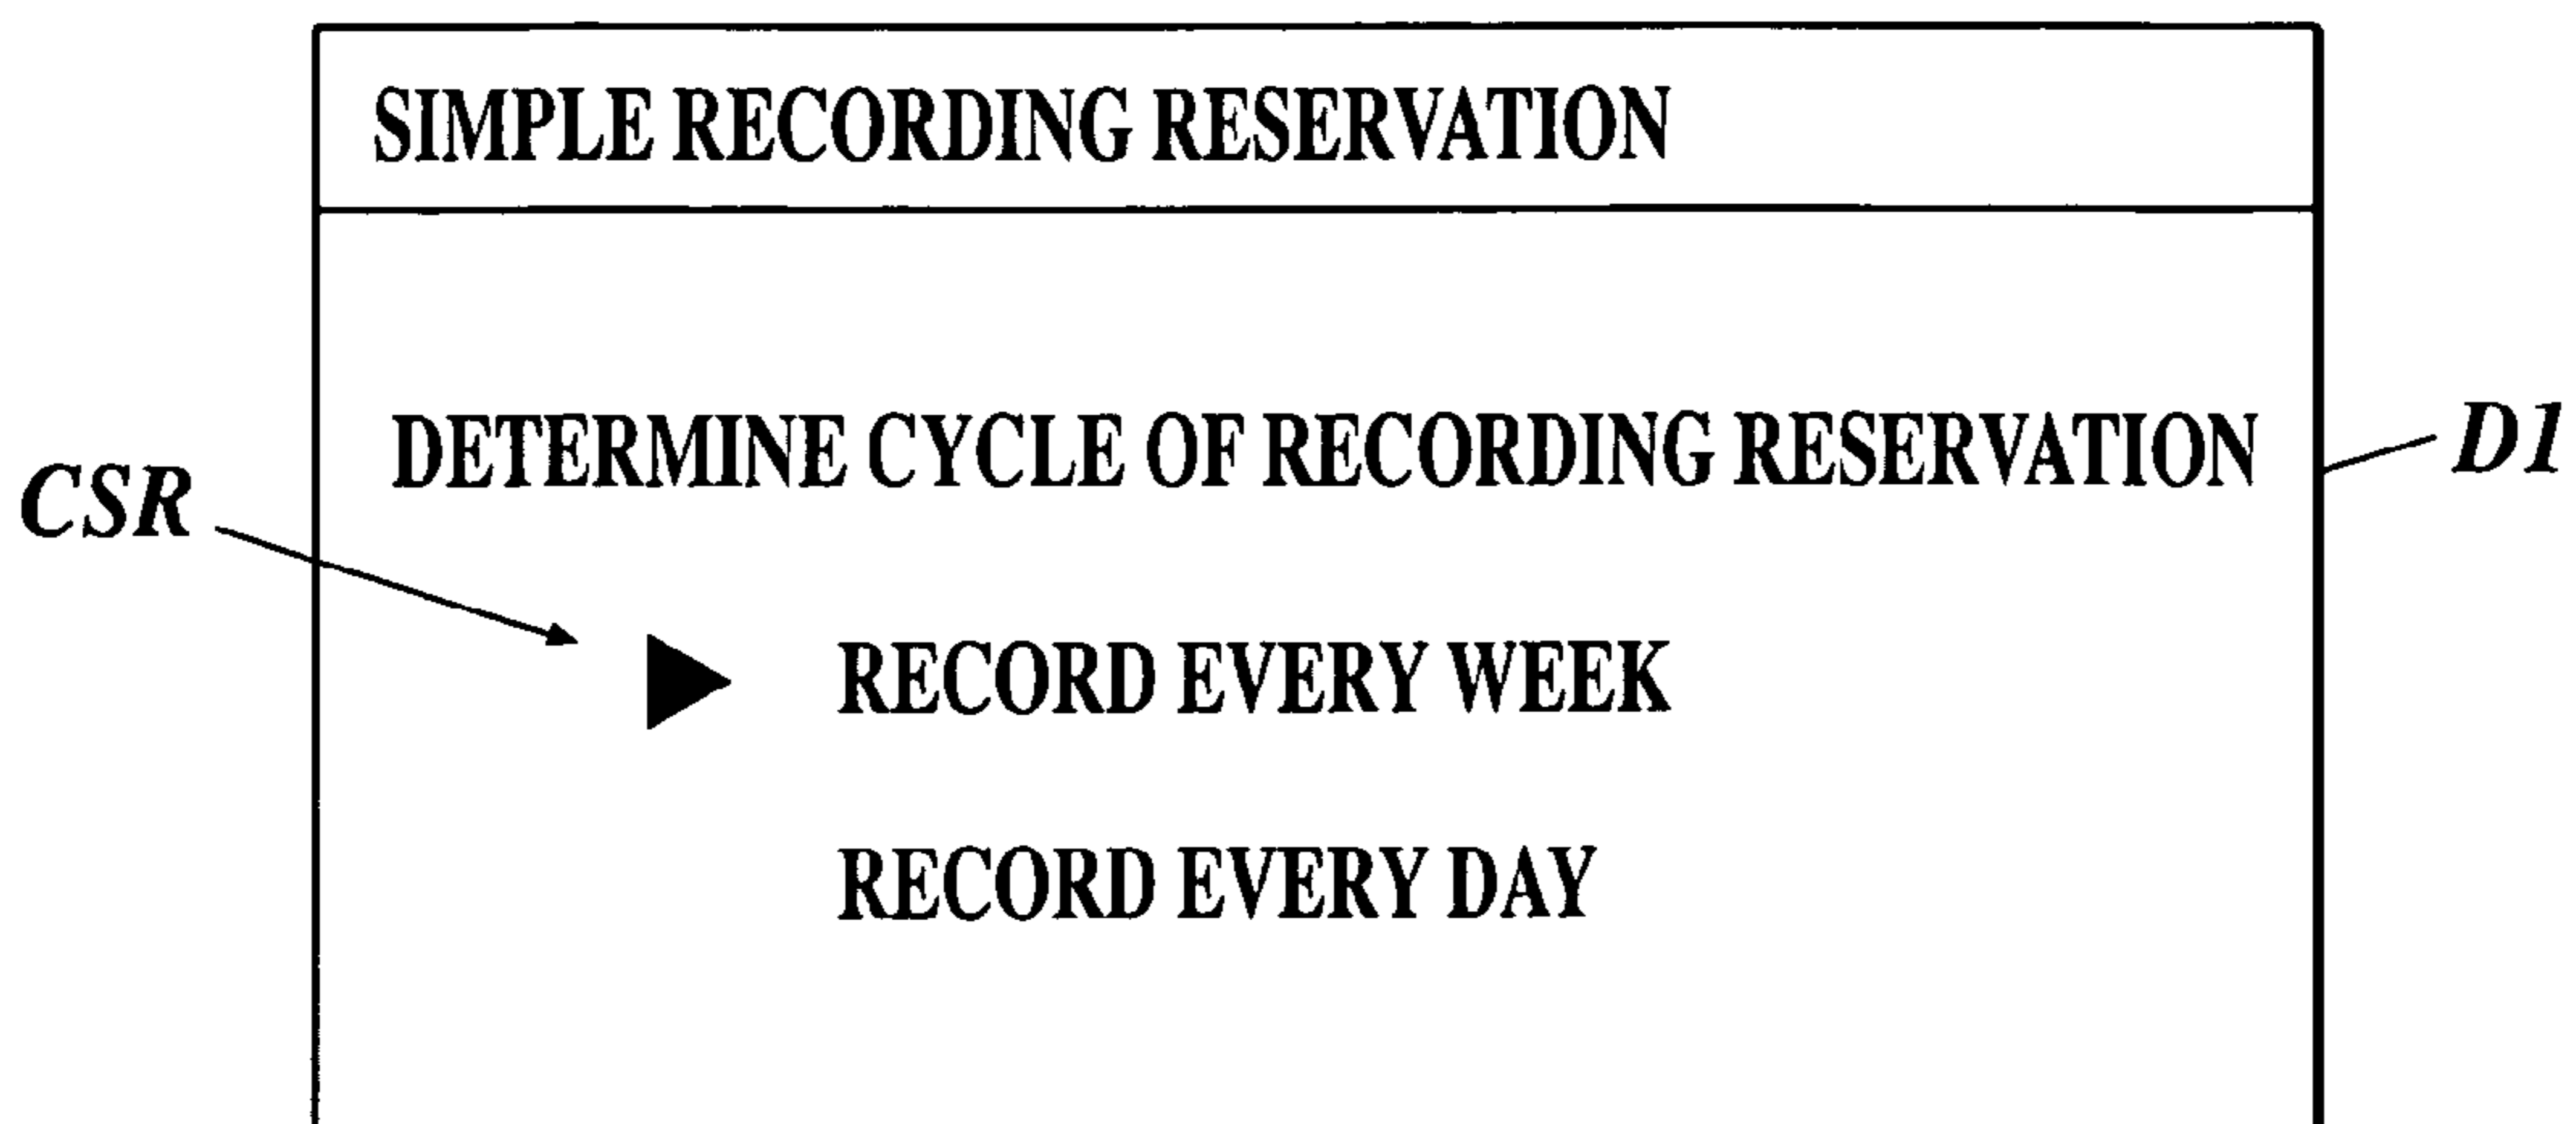 SIMPLE RECORDING RESERVATION
DETERMINE CYCLE OF RECORDING RESERVATION
D1
CSR
RECORD EVERY WEEK
RECORD EVERY DAY